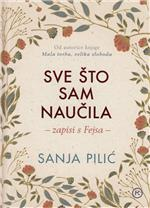 Od autorice knjige
Mala torba, velika sloboda
SVE ŠTO
SAM
NAUČILA
– zapisi s Fejsa –
SANJA PILIĆ